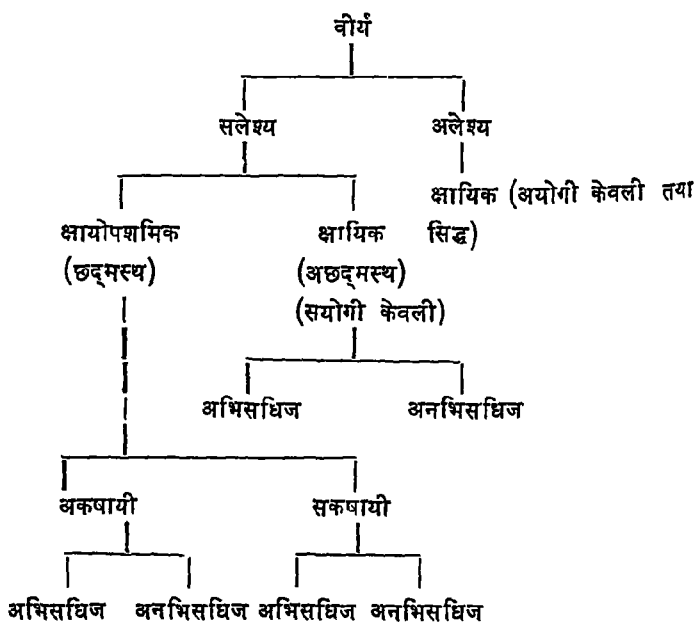 वीर्य
सलेश्य अलेश्य
क्षायोपशमिक क्षायिक क्षायिक (अयोगी केवली तथा
(छद्मस्थ) (अछद्मस्थ) सिद्ध)
(सयोगी केवली)
अभिसधिज अनभिसधिज
अकषायी सकषायी
अभिसधिज अनभिसधिज अभिसधिज अनभिसधिज